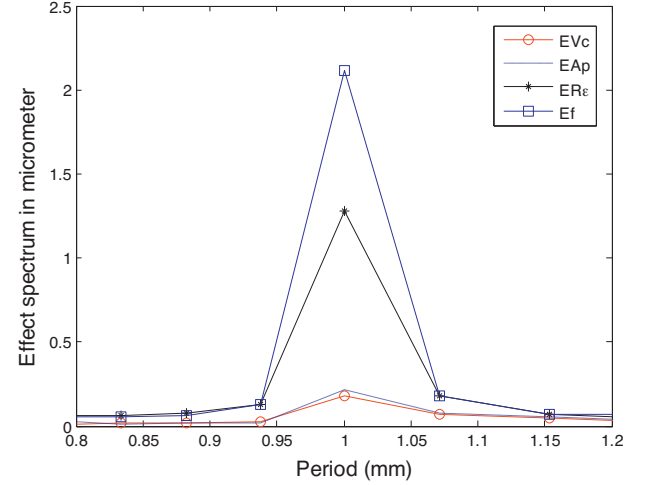 2.5
2
1.5
1
0.5
0
Effect spectrum in micrometer
EVc
EAp
ERε
Ef
0.8
0.85
0.9
0.95
1
1.05
1.1
1.15
1.2
Period (mm)